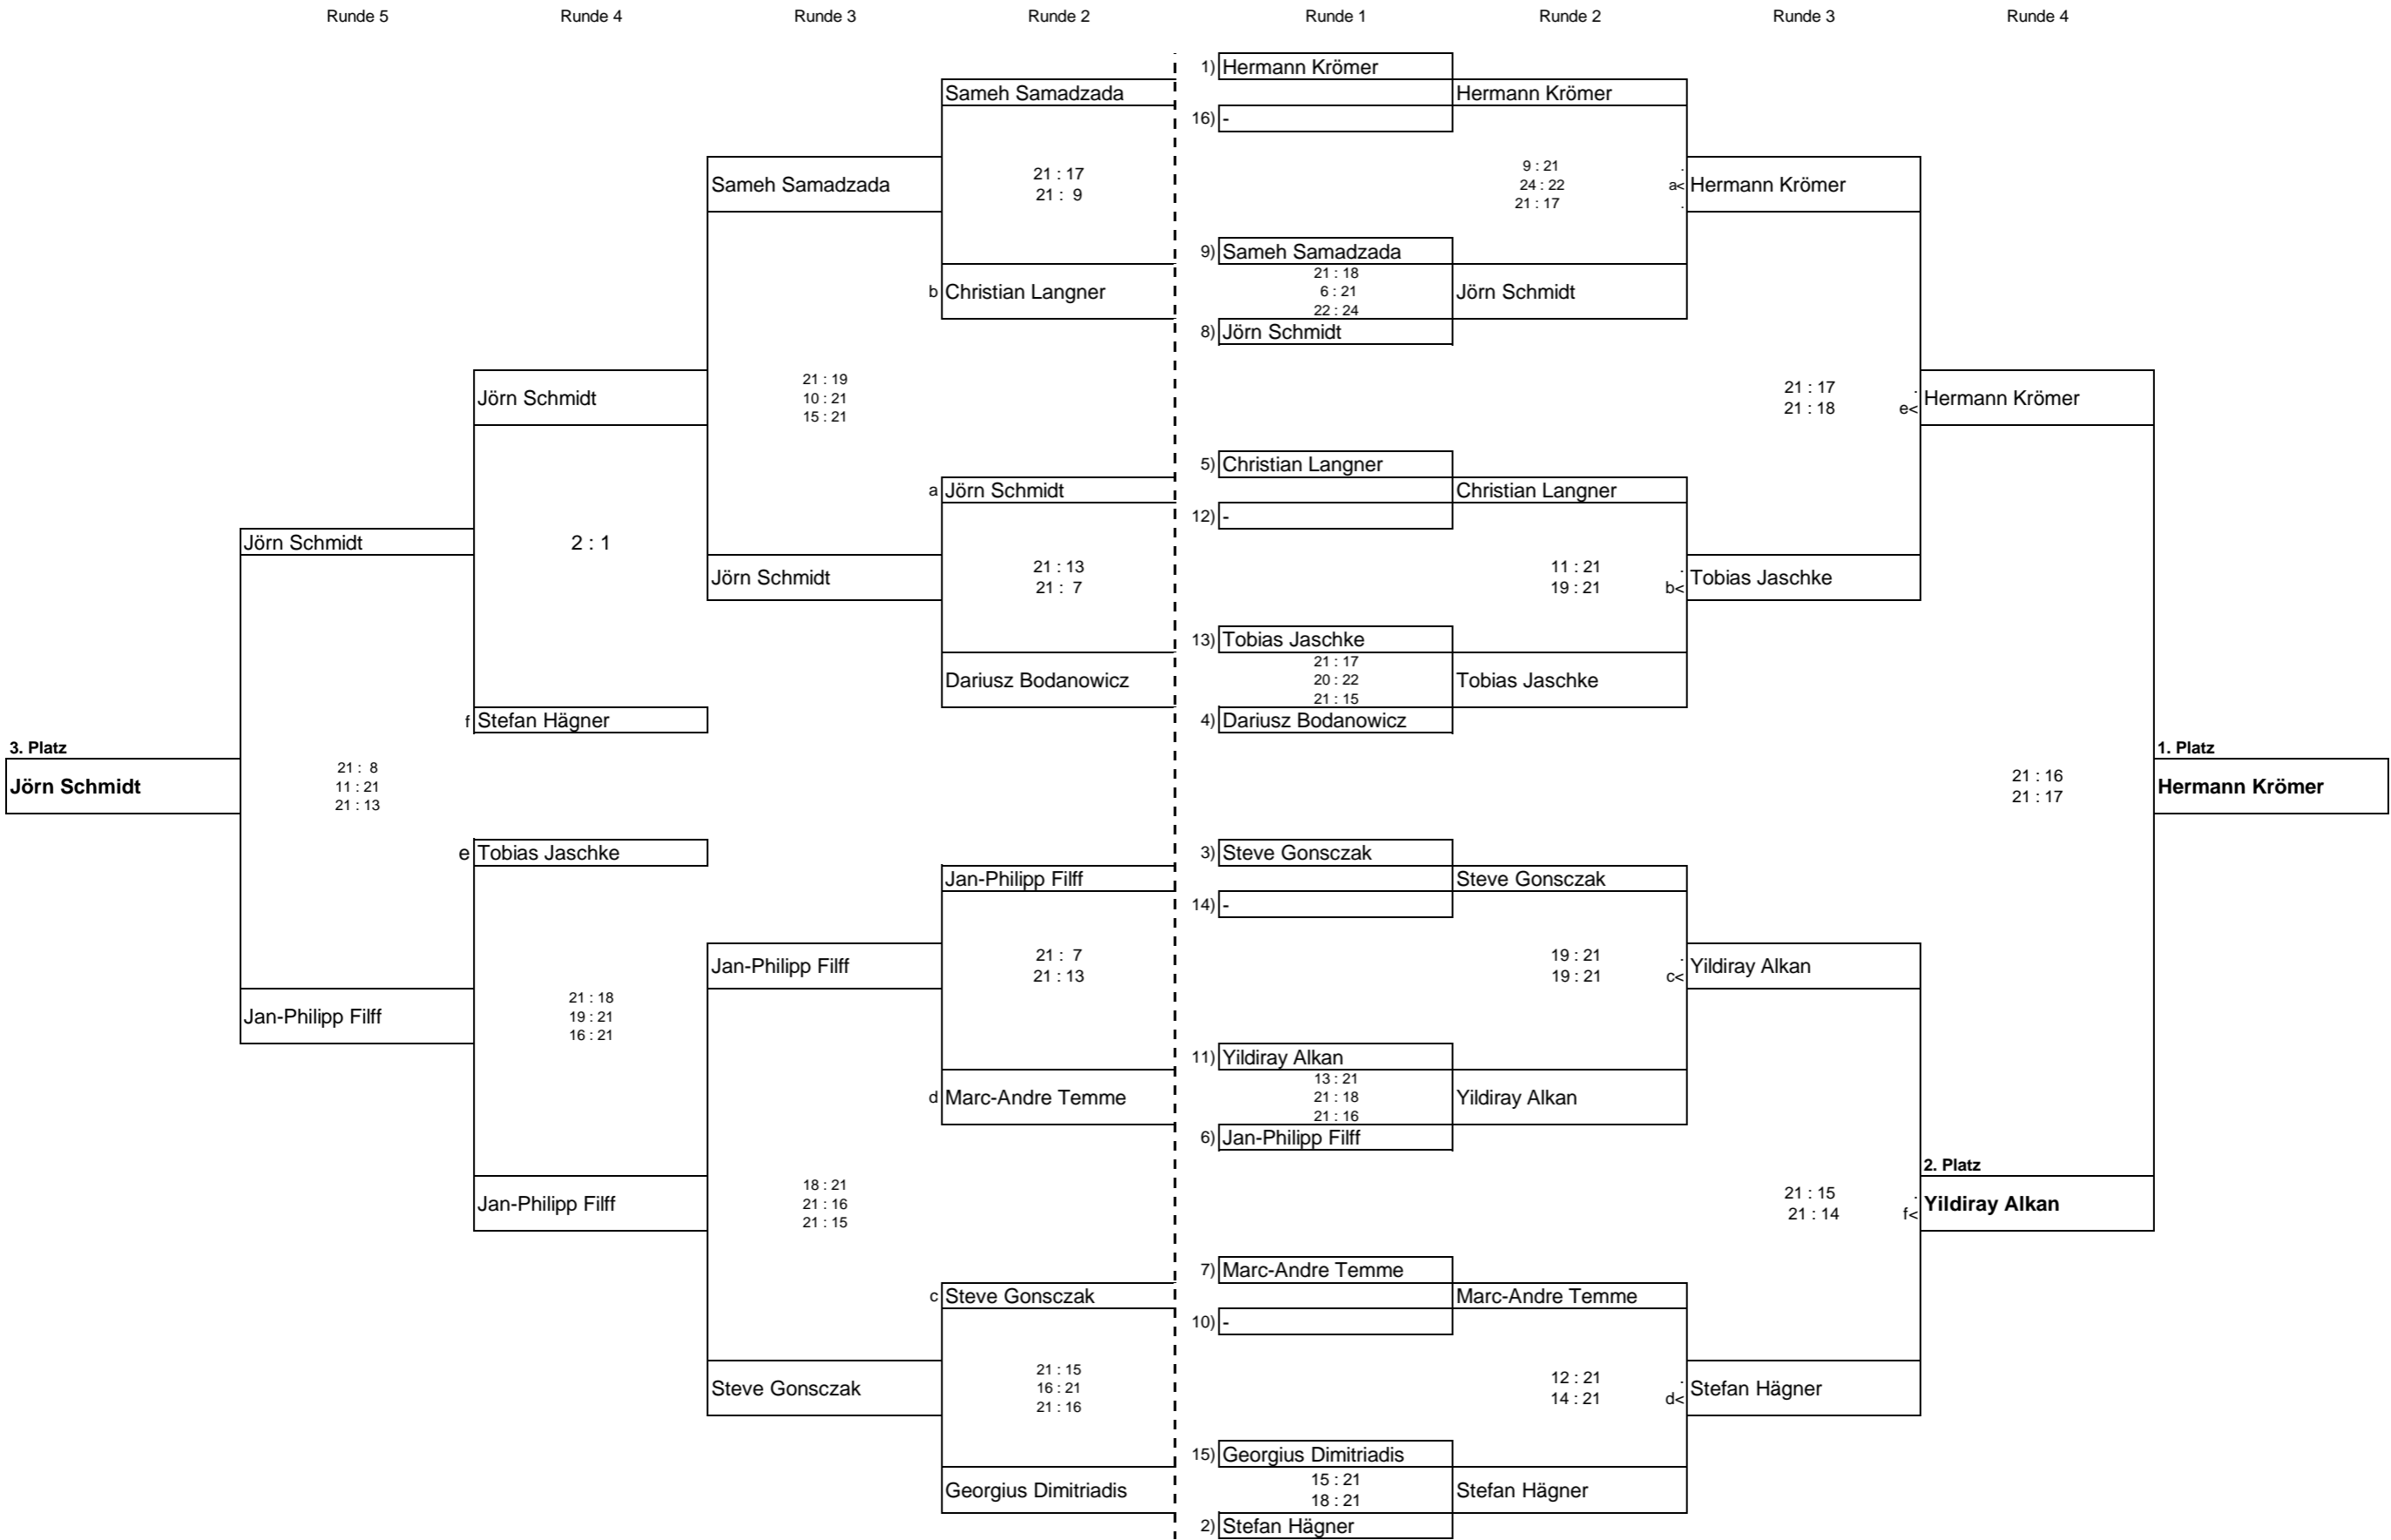 Runde 5 Runde 4 Runde 3 Runde 2 Runde 1 Runde 2 Runde 3 Runde 4
1) Hermann Krömer
Sameh Samadzada Hermann Krömer
16) -
Sameh Samadzada
21 : 17
21 : 9
9 : 21
24 : 22
21 : 17
a< Hermann Krömer
9) Sameh Samadzada
b Christian Langner
21 : 18
6 : 21
22 : 24
Jörn Schmidt
8) Jörn Schmidt
Jörn Schmidt
21 : 19
10 : 21
15 : 21
21 : 17
21 : 18
e< Hermann Krömer
5) Christian Langner
a Jörn Schmidt Christian Langner
12) -
Jörn Schmidt
2 : 1
Jörn Schmidt
21 : 13
21 : 7
11 : 21
19 : 21
b< Tobias Jaschke
13) Tobias Jaschke
Dariusz Bodanowicz
21 : 17
20 : 22
21 : 15
Tobias Jaschke
f Stefan Hägner
4) Dariusz Bodanowicz
3. Platz
Jörn Schmidt
21 : 8
11 : 21
21 : 13
21 : 16
21 : 17
1. Platz
Hermann Krömer
e Tobias Jaschke
3) Steve Gonsczak
Jan-Philipp Filff Steve Gonsczak
14) -
Jan-Philipp Filff
21 : 7
21 : 13
19 : 21
19 : 21
c< Yildiray Alkan
Jan-Philipp Filff
21 : 18
19 : 21
16 : 21
11) Yildiray Alkan
d Marc-Andre Temme
13 : 21
21 : 18
21 : 16
Yildiray Alkan
6) Jan-Philipp Filff
Jan-Philipp Filff
18 : 21
21 : 16
21 : 15
21 : 15
21 : 14
2. Platz
f< Yildiray Alkan
7) Marc-Andre Temme
c Steve Gonsczak Marc-Andre Temme
10) -
Steve Gonsczak
21 : 15
16 : 21
21 : 16
12 : 21
14 : 21
d< Stefan Hägner
15) Georgius Dimitriadis
Georgius Dimitriadis
15 : 21
18 : 21
Stefan Hägner
2) Stefan Hägner